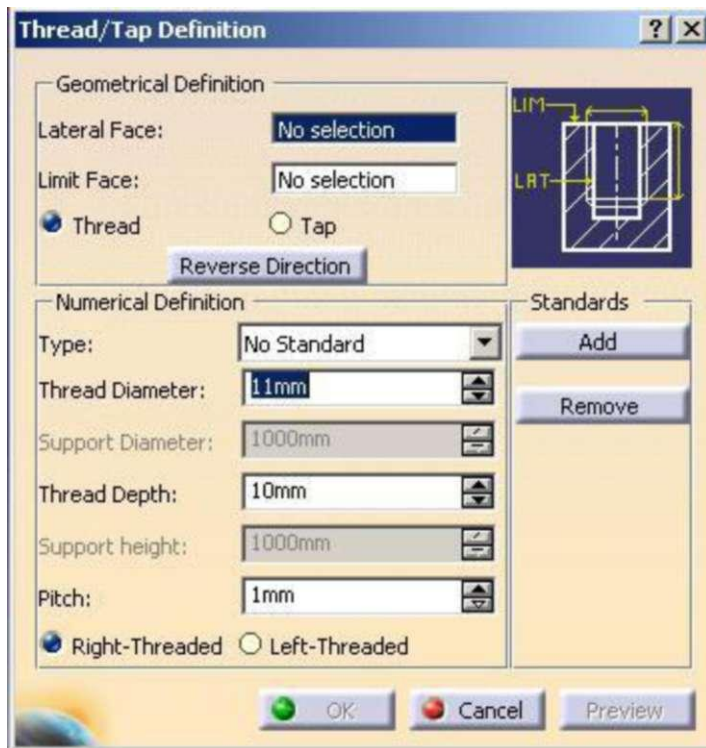 Thread/Tap Definition ? X
Geometrical Definition
Lateral Face: No selection
Limit Face: No selection
Thread Tap
Reverse Direction
LIM
LAT
Numerical Definition
Type: No Standard
Thread Diameter: 11mm
Support Diameter: 1000mm
Thread Depth: 10mm
Support height: 1000mm
Pitch: 1mm
Right-Threaded Left-Threaded
Standards
Add
Remove
OK Cancel Preview